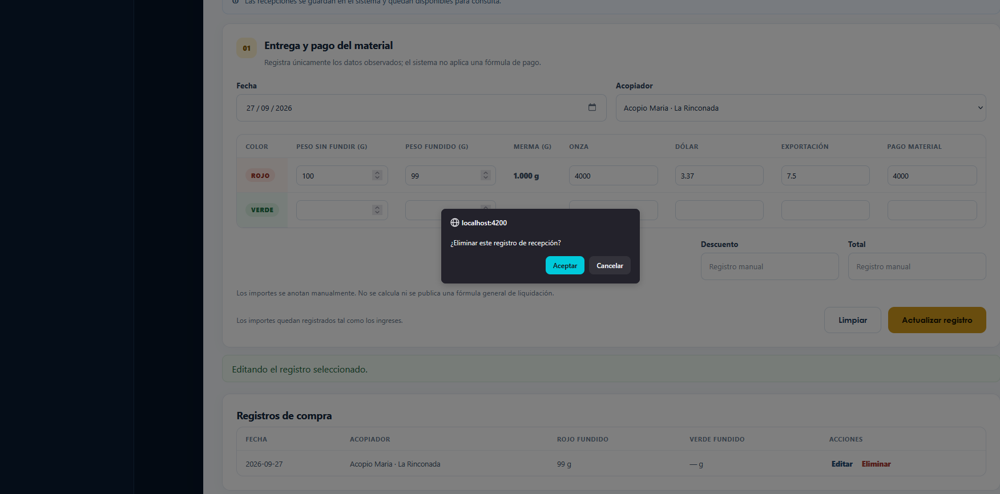 Las recepciones se guardan en el sistema y quedan disponibles para consulta.
01
Entrega y pago del material
Registra únicamente los datos observados; el sistema no aplica una fórmula de pago.
Fecha
Acopiador
27 / 09 / 2026
Acopio Maria · La Rinconada
COLOR PESO SIN FUNDIR (G) PESO FUNDIDO (G) MERMA (G) ONZA DÓLAR EXPORTACIÓN PAGO MATERIAL
ROJO 100 99 1.000 g 4000 3.37 7.5 4000
VERDE
localhost:4200
¿Eliminar este registro de recepción?
Aceptar Cancelar
Descuento Total
Registro manual Registro manual
Los importes se anotan manualmente. No se calcula ni se publica una fórmula general de liquidación.
Los importes quedan registrados tal como los ingreses.
Limpiar Actualizar registro
Editando el registro seleccionado.
Registros de compra
FECHA ACOPIADOR ROJO FUNDIDO VERDE FUNDIDO ACCIONES
2026-09-27 Acopio Maria · La Rinconada 99 g — g Editar Eliminar